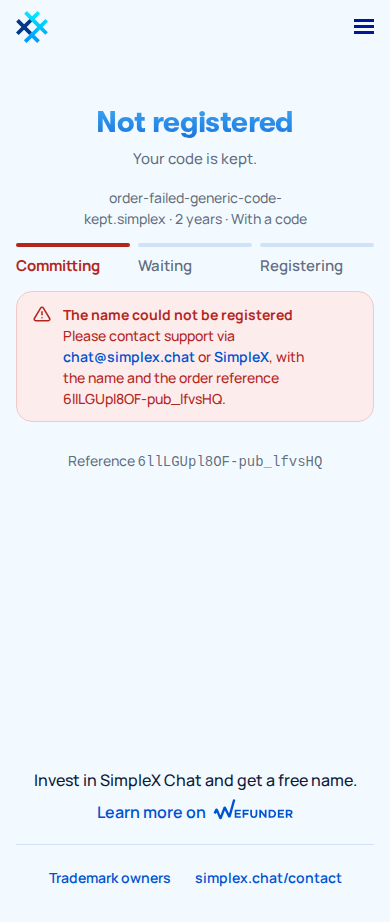 Not registered
Your code is kept.
order-failed-generic-code-
kept.simplex · 2 years · With a code
Committing
Waiting
Registering
The name could not be registered
Please contact support via
chat@simplex.chat or SimpleX, with
the name and the order reference
6llLGUpl8OF-pub_lfvsHQ.
Reference 6llLGUpl8OF-pub_lfvsHQ
Invest in SimpleX Chat and get a free name.
Learn more on WEFUNDER
Trademark owners
simplex.chat/contact